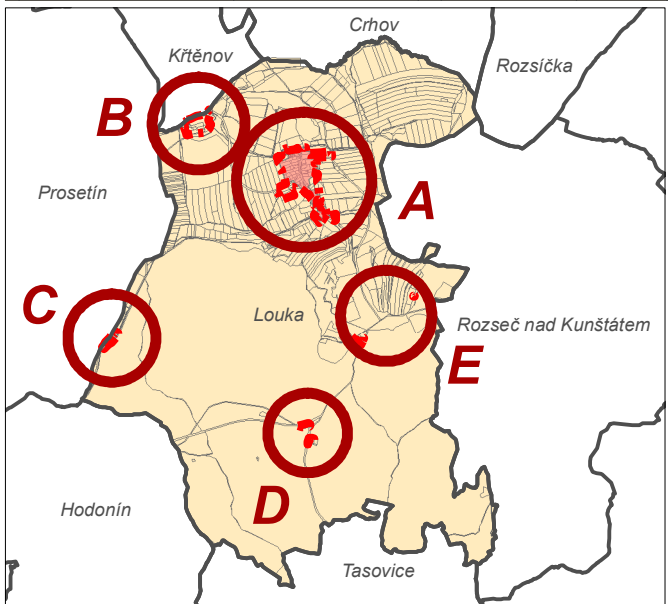 Crhov
Křtěnov
Rozsíčka
B
Prosetín
A
C
Louka
Rozseč nad Kunštátem
E
D
Hodonín
Tasovice